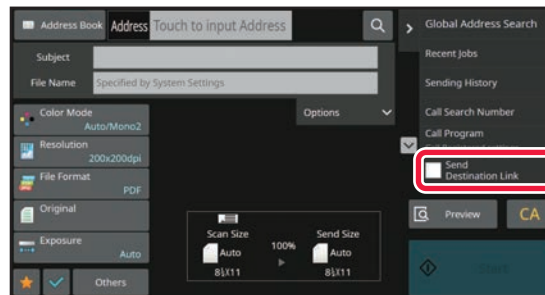 Address Book
Address
Touch to input Address
Global Address Search
Subject
Recent Jobs
File Name
Specified by System Settings
Sending History
Color Mode
Auto/Mono2
Options
Call Search Number
Resolution
200x200dpi
Call Program
File Format
PDF
Send
Destination Link
Original
Preview
CA
Scan Size
Send Size
Auto
100%
Auto
8½X11
8½X11
Exposure
Auto
Others
Start